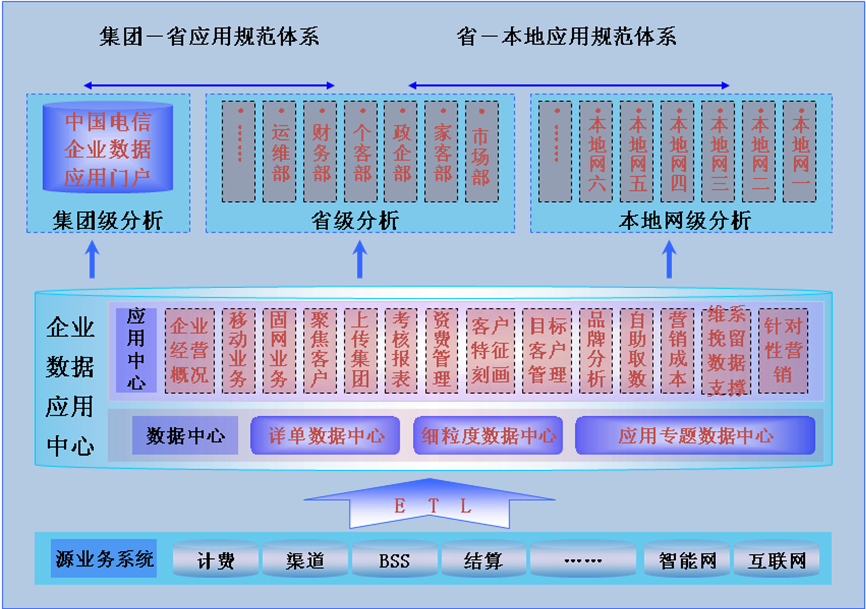 集团－省应用规范体系
省－本地应用规范体系
中国电信
企业数据
应用门户
集团级分析
•……
•运维部
•财务部
•个客部
•政企部
•家客部
•市场部
省级分析
•……
•本地网六
•本地网五
•本地网四
•本地网三
•本地网二
•本地网一
本地网级分析
企业
数据
应用
中心
应用中心
企业
经营
概况
移动业务
固网业务
聚焦客户
上传集团
考核报表
资费管理
客户
特征
刻画
目标
客户
管理
品牌分析
自助取数
营销成本
维系
挽留
数据
支撑
针对
性营
销
数据中心
详单数据中心
细粒度数据中心
应用专题数据中心
E T L
源业务系统
计费
渠道
BSS
结算
……
智能网
互联网